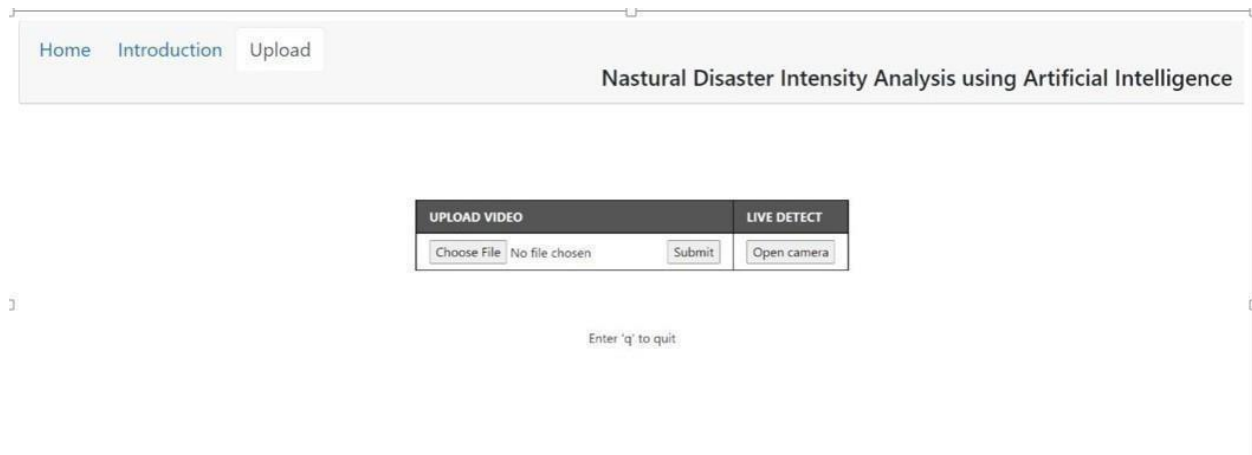 Home Introduction Upload
Nastural Disaster Intensity Analysis using Artificial Intelligence
UPLOAD VIDEO LIVE DETECT
Choose File No file chosen Submit Open camera
Enter 'q' to quit